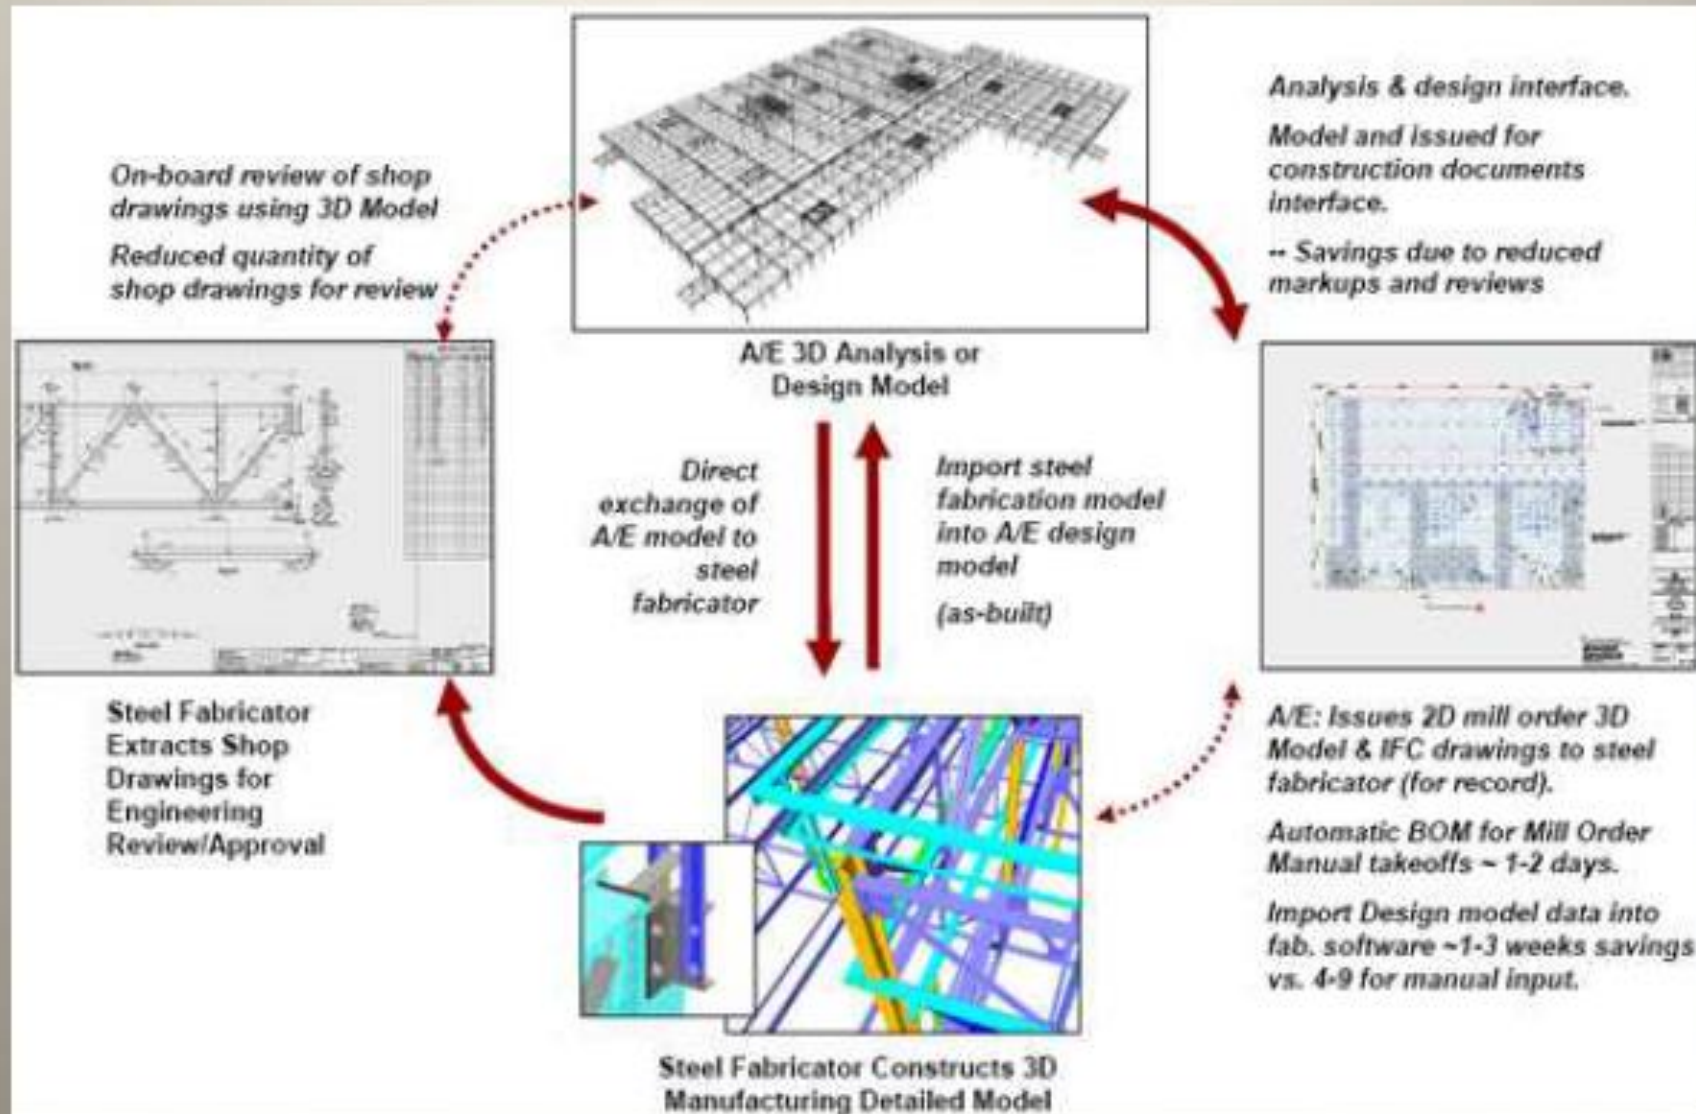 On-board review of shop
drawings using 3D Model
Reduced quantity of
shop drawings for review
A/E 3D Analysis or
Design Model
Analysis & design interface.
Model and issued for
construction documents
interface.
-- Savings due to reduced
markups and reviews
Direct
exchange of
A/E model to
steel
fabricator
Import steel
fabrication model
into A/E design
model
(as-built)
Steel Fabricator
Extracts Shop
Drawings for
Engineering
Review/Approval
A/E: Issues 2D mill order 3D
Model & IFC drawings to steel
fabricator (for record).
Automatic BOM for Mill Order
Manual takeoffs ~ 1-2 days.
Import Design model data into
fab. software ~1-3 weeks savings
vs. 4-9 for manual input.
Steel Fabricator Constructs 3D
Manufacturing Detailed Model